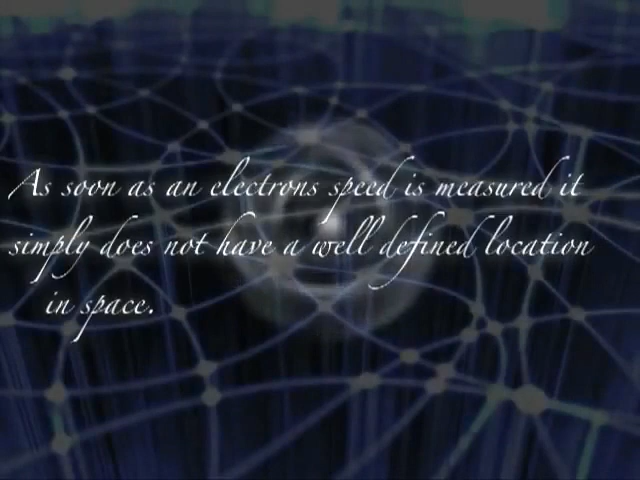 As soon as an electrons speed is measured it
simply does not have a well defined location
in space.